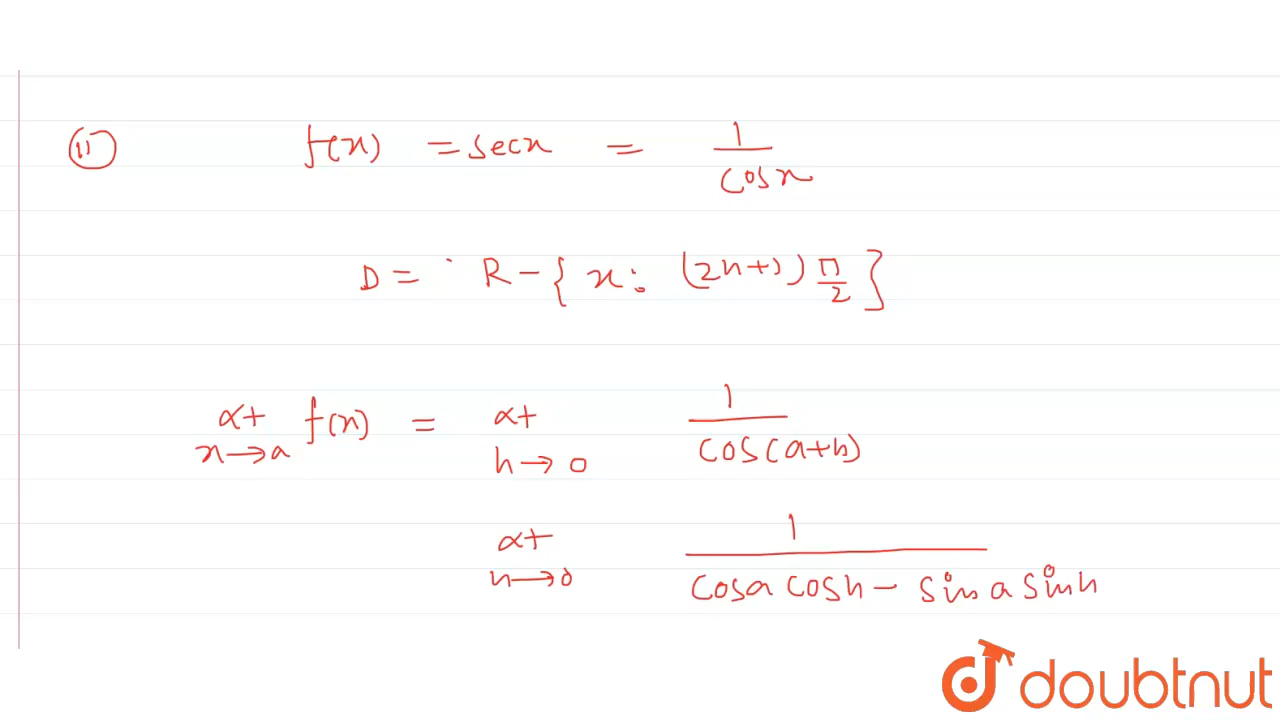 (ii) f(x) = secx = 1/cosx
D = R - { x : (2n+1) π/2 }
lt x→a f(x) = lt h→0 1/cos(a+h)
lt h→0 1/cosa cosh - sina sinh
doubtnut